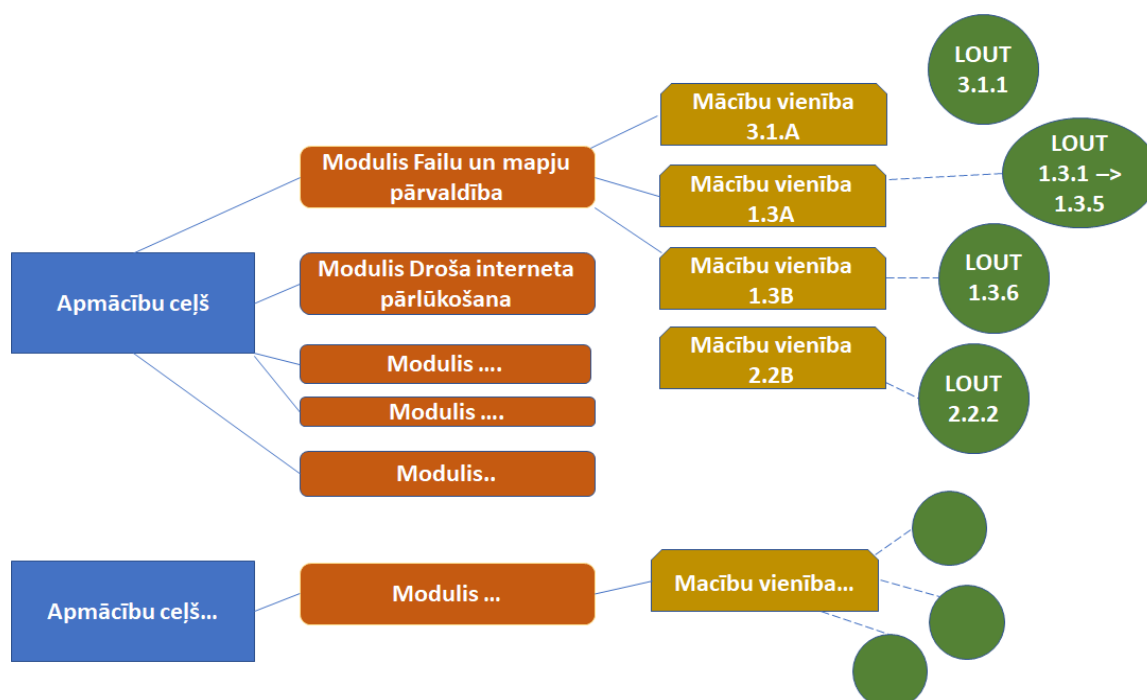 LOUT
3.1.1
Mācību vienība
3.1.A
LOUT
1.3.1 –>
1.3.5
Modulis Failu un mapju
pārvaldība
Mācību vienība
1.3A
LOUT
1.3.6
Apmācību ceļš
Modulis Droša interneta
pārlūkošana
Mācību vienība
1.3B
Modulis ....
Mācību vienība
2.2B
LOUT
2.2.2
Modulis ....
Modulis..
Apmācību ceļš...
Modulis ...
Macību vienība...